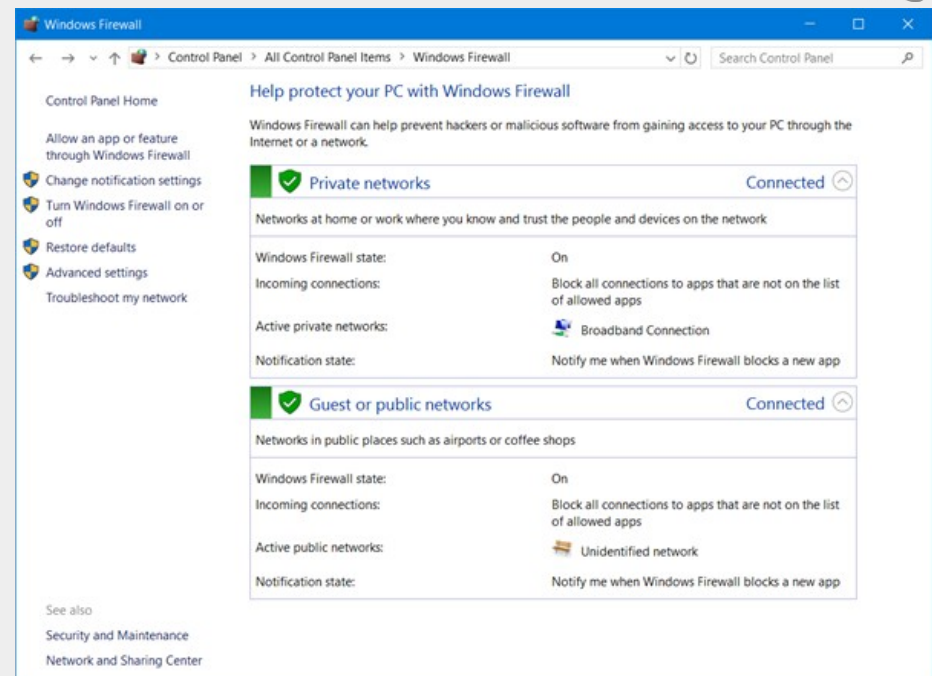 Windows Firewall
Control Panel > All Control Panel Items > Windows Firewall
Search Control Panel
Control Panel Home
Allow an app or feature
through Windows Firewall
Change notification settings
Turn Windows Firewall on or
off
Restore defaults
Advanced settings
Troubleshoot my network
Help protect your PC with Windows Firewall
Windows Firewall can help prevent hackers or malicious software from gaining access to your PC through the
Internet or a network.
Private networks
Connected
Networks at home or work where you know and trust the people and devices on the network
Windows Firewall state:
On
Incoming connections:
Block all connections to apps that are not on the list
of allowed apps
Active private networks:
Broadband Connection
Notification state:
Notify me when Windows Firewall blocks a new app
Guest or public networks
Connected
Networks in public places such as airports or coffee shops
Windows Firewall state:
On
Incoming connections:
Block all connections to apps that are not on the list
of allowed apps
Active public networks:
Unidentified network
Notification state:
Notify me when Windows Firewall blocks a new app
See also
Security and Maintenance
Network and Sharing Center